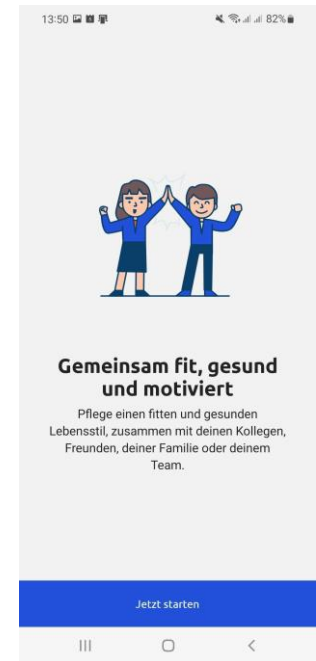 13:50
82%
Gemeinsam fit, gesund
und motiviert
Pflege einen fitten und gesunden
Lebensstil, zusammen mit deinen Kollegen,
Freunden, deiner Familie oder deinem
Team.
Jetzt starten